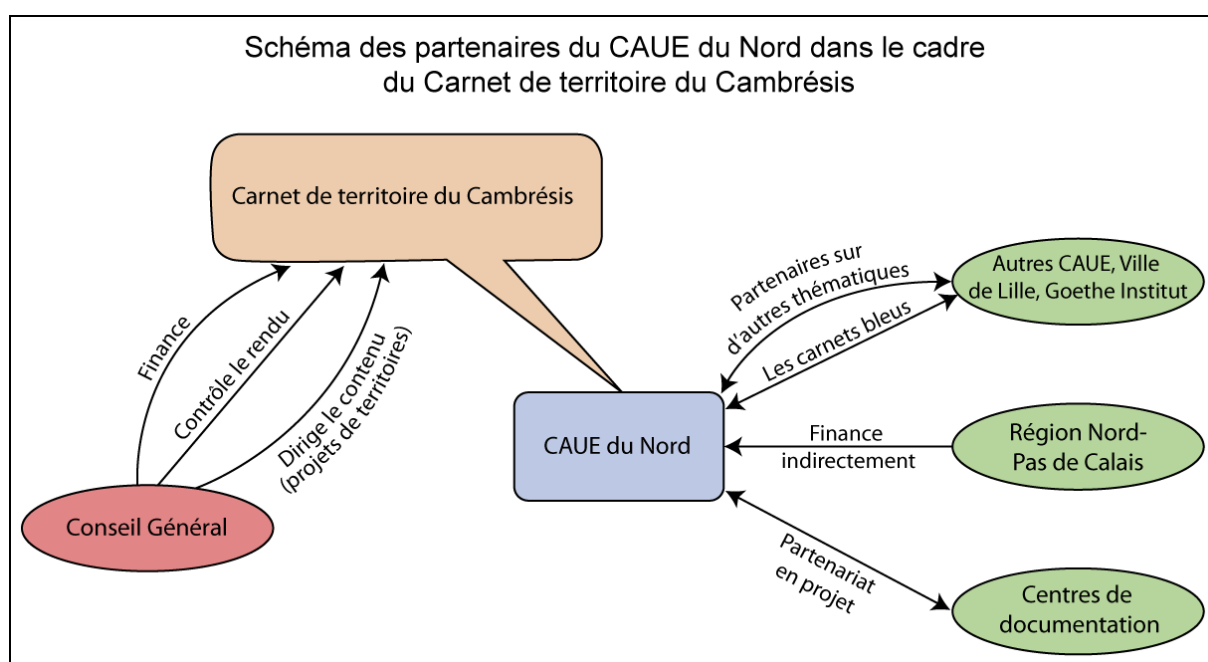 Schéma des partenaires du CAUE du Nord dans le cadre
du Carnet de territoire du Cambrésis
Carnet de territoire du Cambrésis
Finance
Contrôle le rendu
Dirige le contenu
(projets de territoires)
Conseil Général
CAUE du Nord
Partenaires sur
d'autres thématiques
Les carnets bleus
Autres CAUE, Ville
de Lille, Goethe Institut
Finance
indirectement
Région Nord-
Pas de Calais
Partenariat
en projet
Centres de
documentation